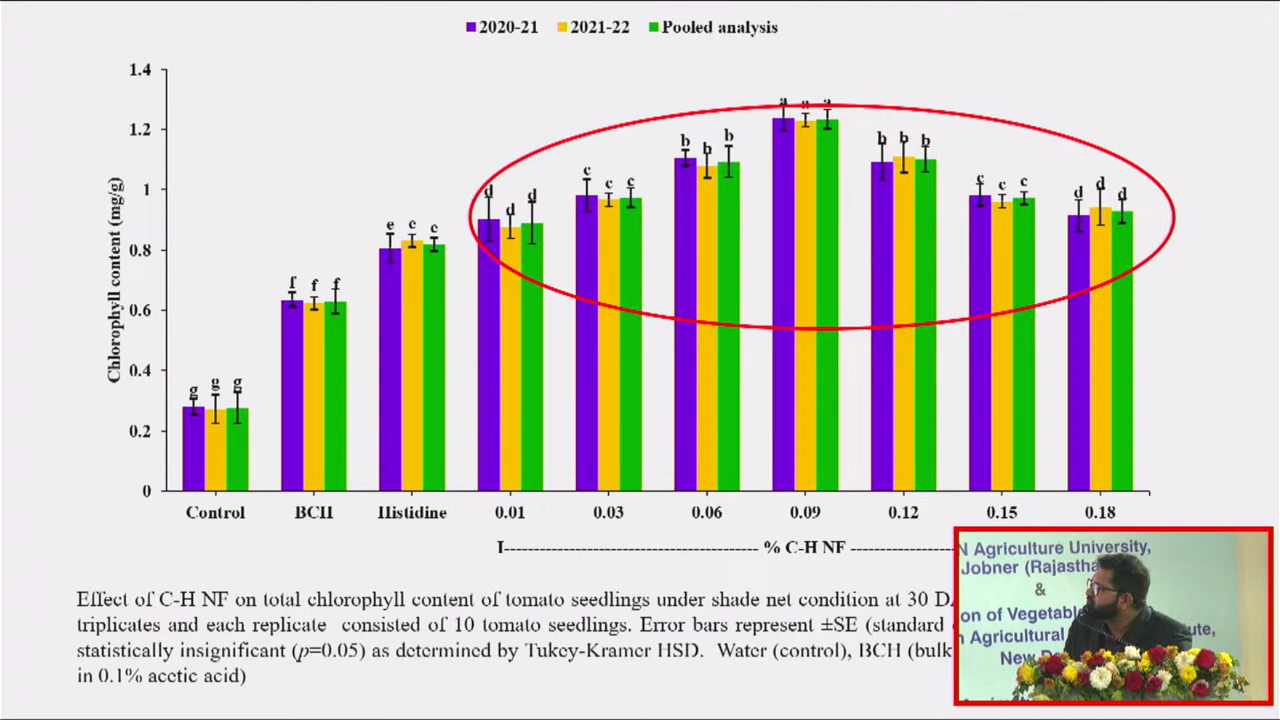 2020-21 2021-22 Pooled analysis
Chlorophyll content (mg/g)
1.4
1.2
1
0.8
0.6
0.4
0.2
0
g g g
f f f
e e e
d d d
c c c
b b b
a a a
b b b
c c c
d d d
Control BCH Histidine 0.01 0.03 0.06 0.09 0.12 0.15 0.18
I---------------------------------------- % C-H NF ----------------
Effect of C-H NF on total chlorophyll content of tomato seedlings under shade net condition at 30
triplicates and each replicate consisted of 10 tomato seedlings. Error bars represent ±SE (standard
statistically insignificant (p=0.05) as determined by Tukey-Kramer HSD. Water (control), BCH (bulk
in 0.1% acetic acid)
N Agriculture University,
Jobner (Rajastha
&
on of Vegetable
Agricultural ute,
New De